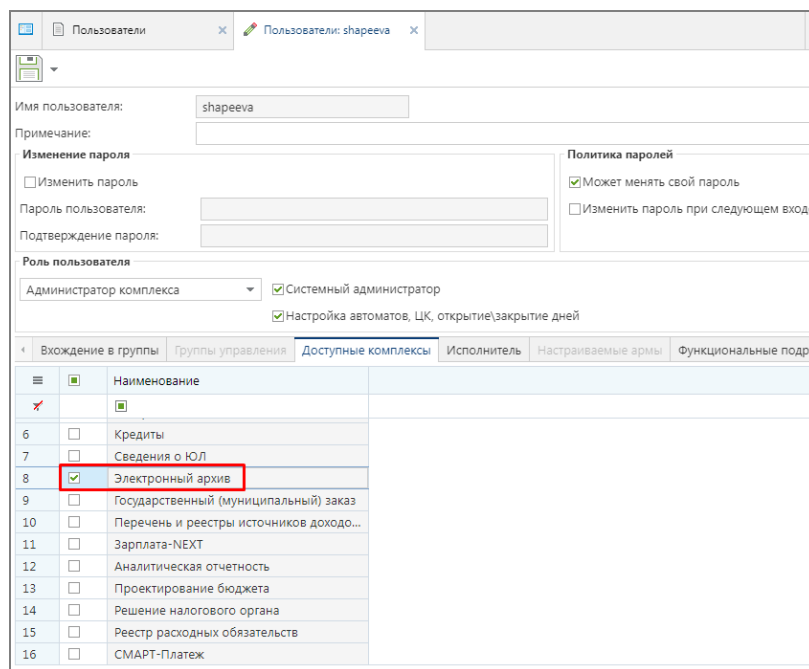 Пользователи Пользователи: shapeeva
Имя пользователя: shapeeva
Примечание:
Изменение пароля Политика паролей
Изменить пароль Может менять свой пароль
Пароль пользователя: Изменить пароль при следующем вход
Подтверждение пароля:
Роль пользователя
Администратор комплекса Системный администратор
Настройка автоматов, ЦК, открытие\закрытие дней
Вхождение в группы Группы управления Доступные комплексы Исполнитель Настраиваемые армы Функциональные подр
Наименование
6 Кредиты
7 Сведения о ЮЛ
8 Электронный архив
9 Государственный (муниципальный) заказ
10 Перечень и реестры источников доходо...
11 Зарплата-NEXT
12 Аналитическая отчетность
13 Проектирование бюджета
14 Решение налогового органа
15 Реестр расходных обязательств
16 СМАРТ-Платеж